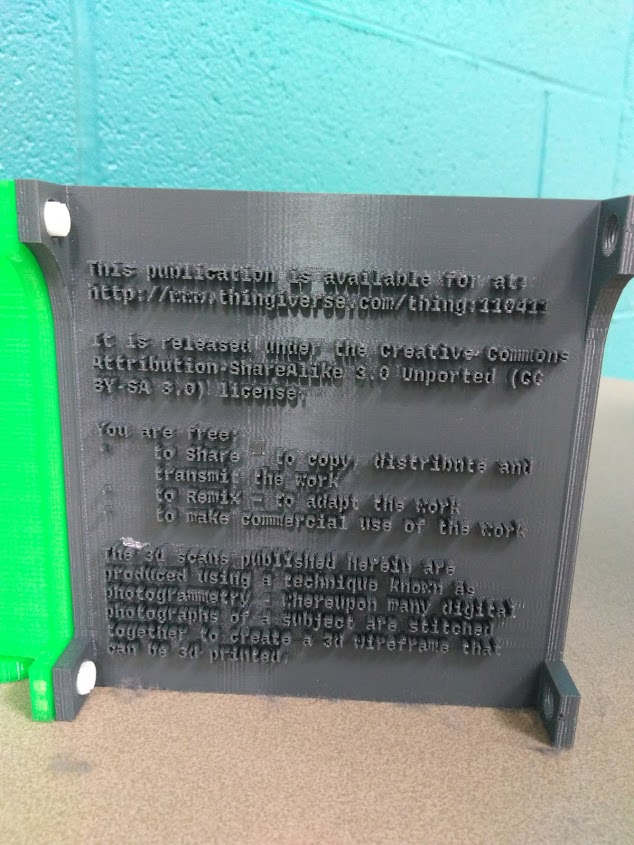 This publication is available for at:
http://www.thingiverse.com/thing:110411
It is released under the Creative Commons
Attribution-ShareAlike 3.0 Unported (CC
BY-SA 3.0) license.
You are free:
to Share — to copy, distribute and
transmit the work
to Remix — to adapt the work
to make commercial use of the work
The 3d scans published herein are
produced using a technique known as
photogrammetry - whereupon many digital
photographs of a subject are stitched
together to create a 3d wireframe that
can be 3d printed.